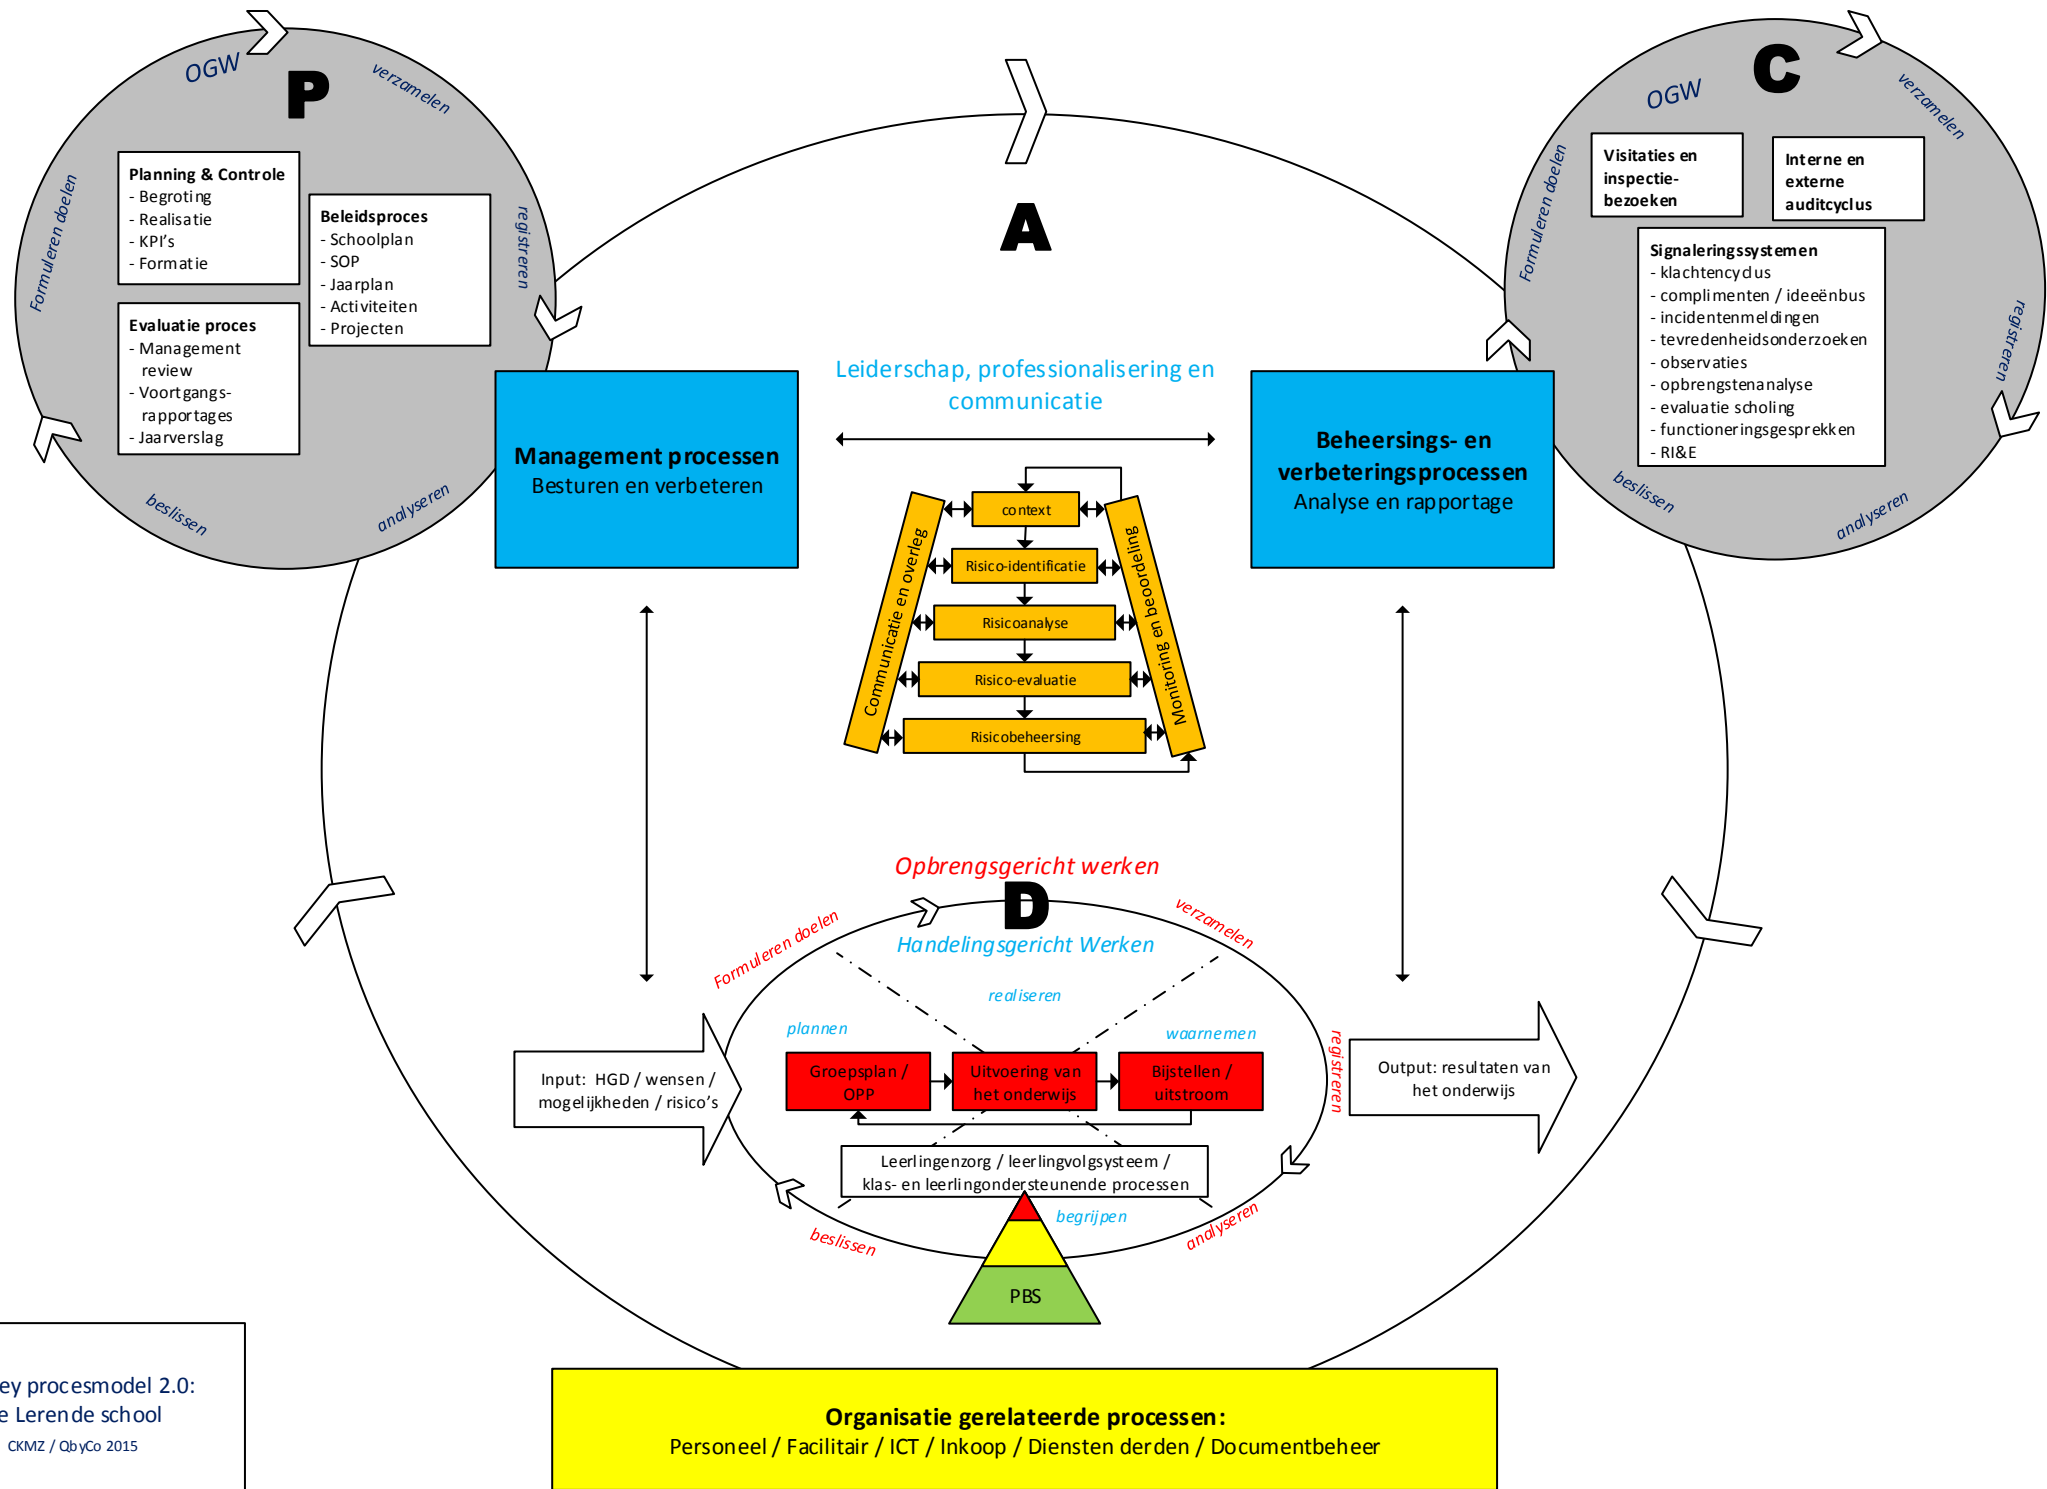 OGW
P
verzamelen
registreren
analyseren
beslissen
Formuleren doelen
Planning & Controle
- Begroting
- Realisatie
- KPI's
- Formatie
Beleidsproces
- Schoolplan
- SOP
- Jaarplan
- Activiteiten
- Projecten
Evaluatie proces
- Management
review
- Voortgangs-
rapportages
- Jaarverslag
A
C
OGW
verzamelen
registreren
analyseren
beslissen
Formuleren doelen
Visitaties en
inspectie-
bezoeken
Interne en
externe
auditcyclus
Signaleringssystemen
- klachtencyclus
- complimenten / ideeënbus
- incidentenmeldingen
- tevredenheidsonderzoeken
- observaties
- opbrengstenanalyse
- evaluatie scholing
- functioneringsgesprekken
- RI&E
Management processen
Besturen en verbeteren
Leiderschap, professionalisering en
communicatie
Beheersings- en
verbeteringsprocessen
Analyse en rapportage
Communicatie en overleg
context
Risico-identificatie
Risicoanalyse
Risico-evaluatie
Risicobeheersing
Monitoring en beoordeling
Opbrengsgericht werken
D
Handelingsgericht Werken
Formuleren doelen
verzamelen
registreren
analyseren
beslissen
realiseren
plannen
waarnemen
begrijpen
Input: HGD / wensen /
mogelijkheden / risico's
Groepsplan /
OPP
Uitvoering van
het onderwijs
Bijstellen /
uitstroom
Output: resultaten van
het onderwijs
Leerlingenzorg / leerlingvolgsysteem /
klas- en leerlingondersteunende processen
PBS
ey procesmodel 2.0:
e Lerende school
CKMZ / QbyCo 2015
Organisatie gerelateerde processen:
Personeel / Facilitair / ICT / Inkoop / Diensten derden / Documentbeheer